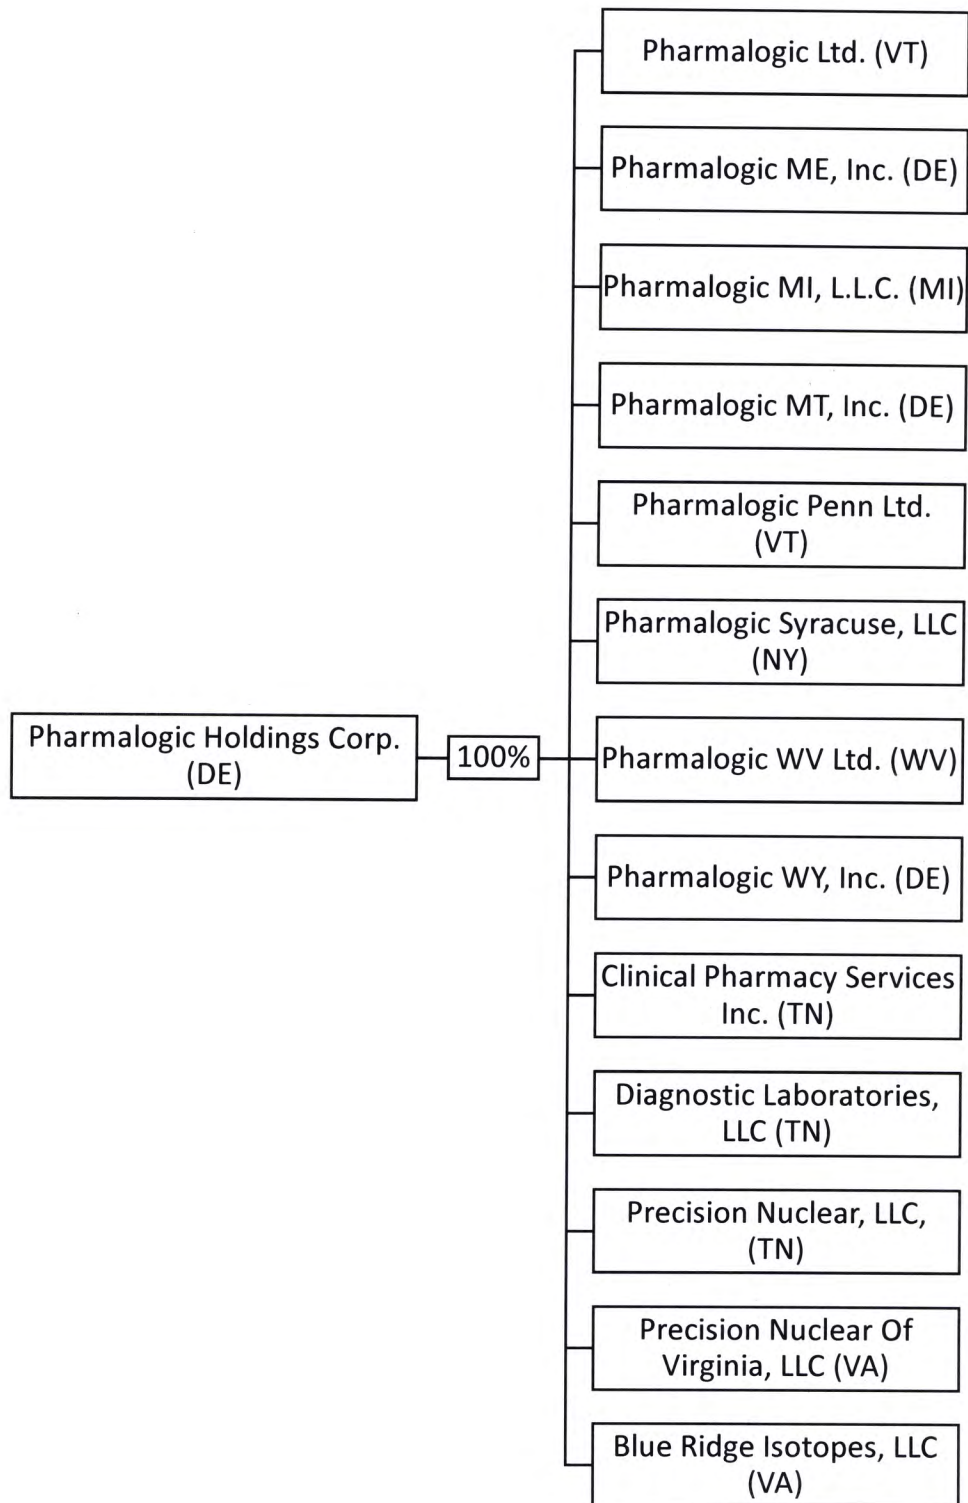 Pharmalogic Ltd. (VT)
Pharmalogic ME, Inc. (DE)
Pharmalogic MI, L.L.C. (MI)
Pharmalogic MT, Inc. (DE)
Pharmalogic Penn Ltd.
(VT)
Pharmalogic Syracuse, LLC
(NY)
Pharmalogic Holdings Corp.
(DE)
100%
Pharmalogic WV Ltd. (WV)
Pharmalogic WY, Inc. (DE)
Clinical Pharmacy Services
Inc. (TN)
Diagnostic Laboratories,
LLC (TN)
Precision Nuclear, LLC,
(TN)
Precision Nuclear Of
Virginia, LLC (VA)
Blue Ridge Isotopes, LLC
(VA)